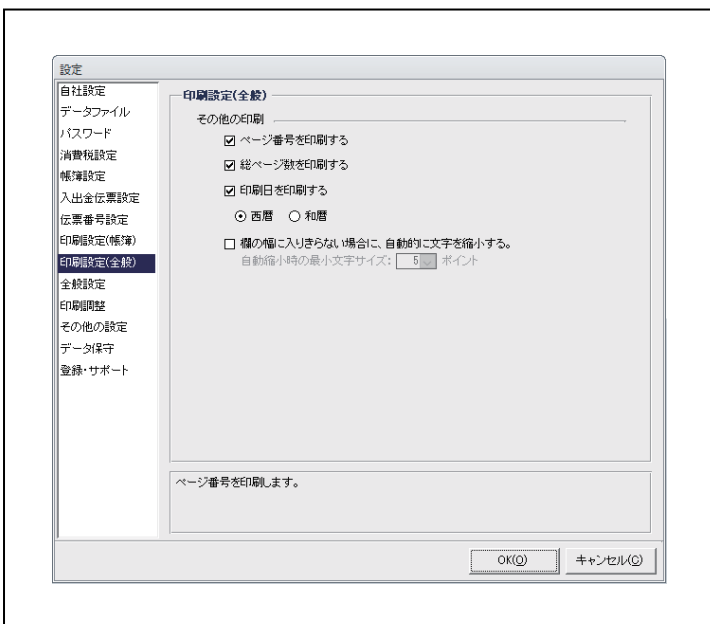 設定
自社設定
データファイル
パスワード
消費税設定
帳簿設定
入出金伝票設定
伝票番号設定
印刷設定(帳簿)
印刷設定(全般)
全般設定
印刷調整
その他の設定
データ保守
登録・サポート
印刷設定(全般)
その他の印刷
ページ番号を印刷する
総ページ数を印刷する
印刷日を印刷する
西暦 和暦
欄の幅に入りきらない場合に、自動的に文字を縮小する。
自動縮小時の最小文字サイズ: 5 ポイント
ページ番号を印刷します。
OK(O) キャンセル(C)